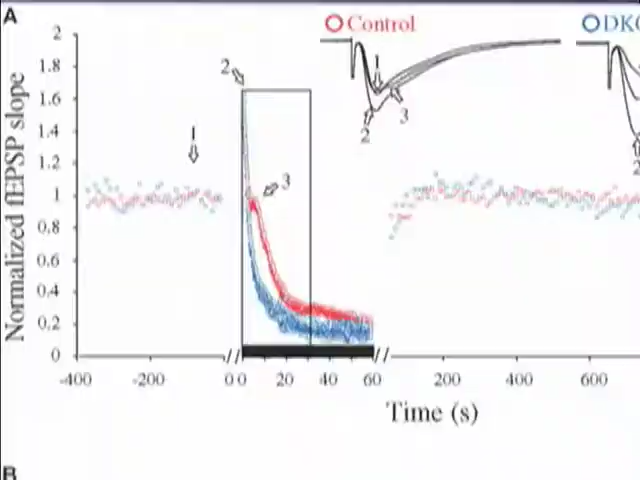 A
Control
DK
Normalized fEPSP slope
2
1.8
1.6
1.4
1.2
1
0.8
0.6
0.4
0.2
0
1
2
3
1
2
3
2
-400 -200 0 0 20 40 60 200 400 600
Time (s)
B